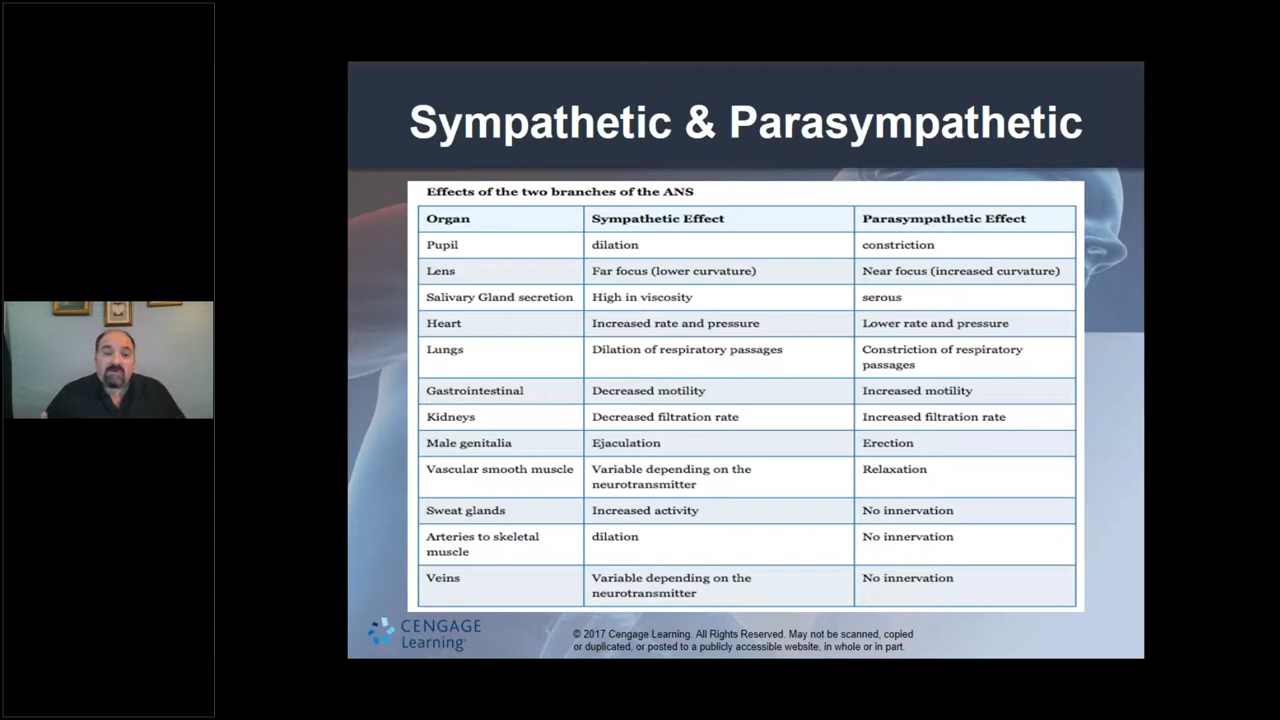 Sympathetic & Parasympathetic
Effects of the two branches of the ANS
Organ Sympathetic Effect Parasympathetic Effect
Pupil dilation constriction
Lens Far focus (lower curvature) Near focus (increased curvature)
Salivary Gland secretion High in viscosity serous
Heart Increased rate and pressure Lower rate and pressure
Lungs Dilation of respiratory passages Constriction of respiratory
passages
Gastrointestinal Decreased motility Increased motility
Kidneys Decreased filtration rate Increased filtration rate
Male genitalia Ejaculation Erection
Vascular smooth muscle Variable depending on the Relaxation
neurotransmitter
Sweat glands Increased activity No innervation
Arteries to skeletal dilation No innervation
muscle
Veins Variable depending on the No innervation
neurotransmitter
CENGAGE
Learning
© 2017 Cengage Learning. All Rights Reserved. May not be scanned, copied
or duplicated, or posted to a publicly accessible website, in whole or in part.